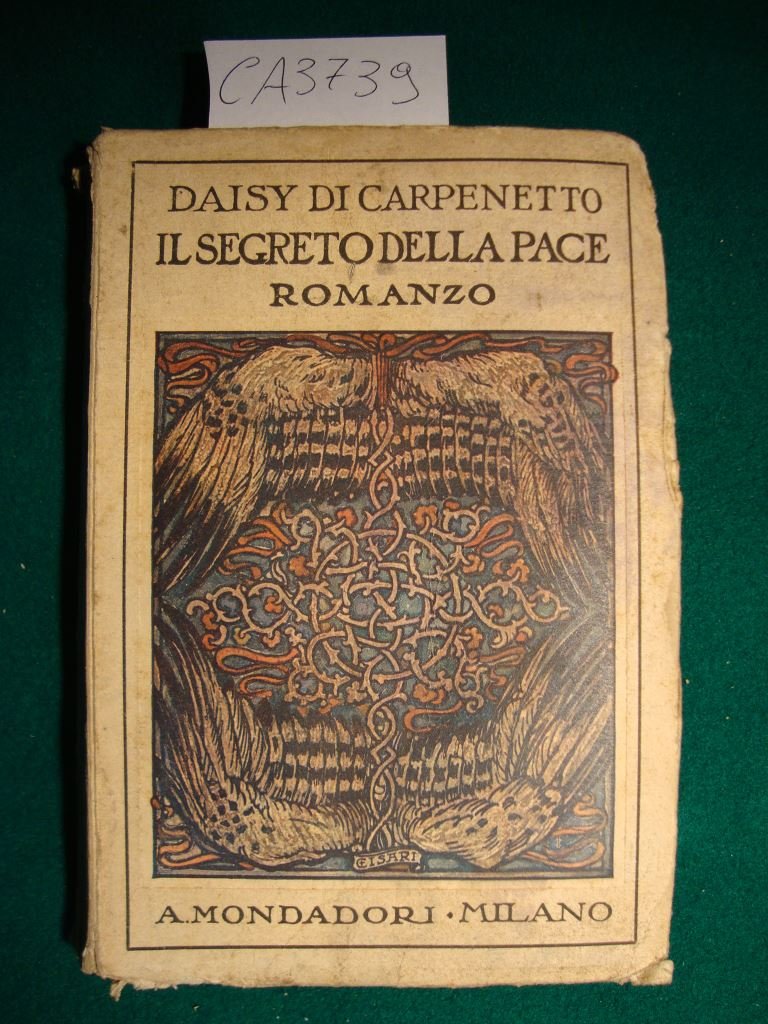 CA3739
DAISY DI CARPENETTO
IL SEGRETO DELLA PACE
ROMANZO
CISARI
A. MONDADORI · MILANO